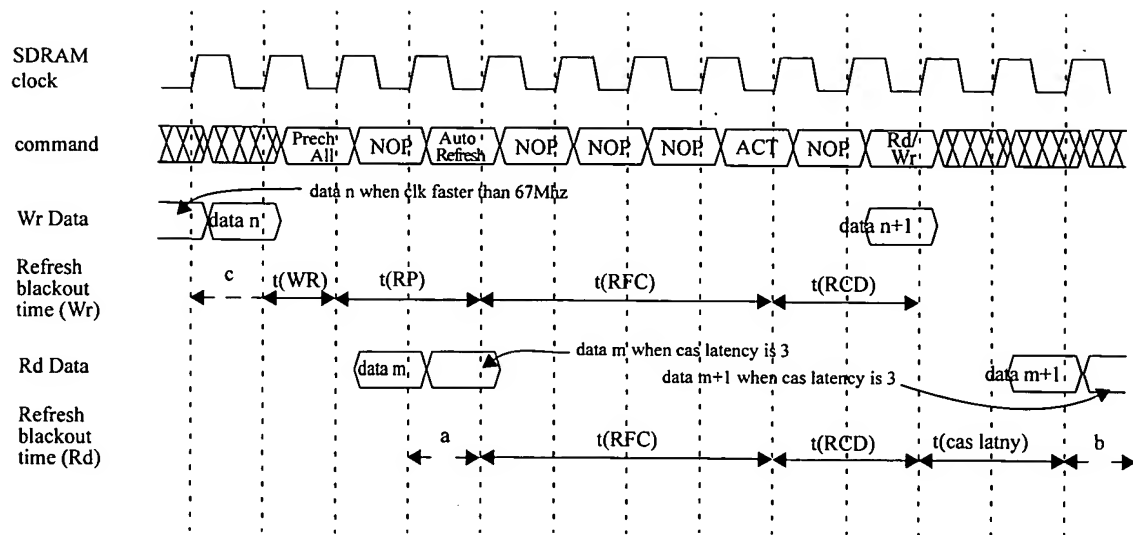 SDRAM
clock
command
Prech
All
NOP
Auto
Refresh
NOP
NOP
NOP
ACT
NOP
Rd/
Wr
data n when clk faster than 67Mhz
Wr Data
data n
data n+1
Refresh
blackout
time (Wr)
c
t(WR)
t(RP)
t(RFC)
t(RCD)
Rd Data
data m
data m when cas latency is 3
data m+1 when cas latency is 3
data m+1
Refresh
blackout
time (Rd)
a
t(RFC)
t(RCD)
t(cas latny)
b